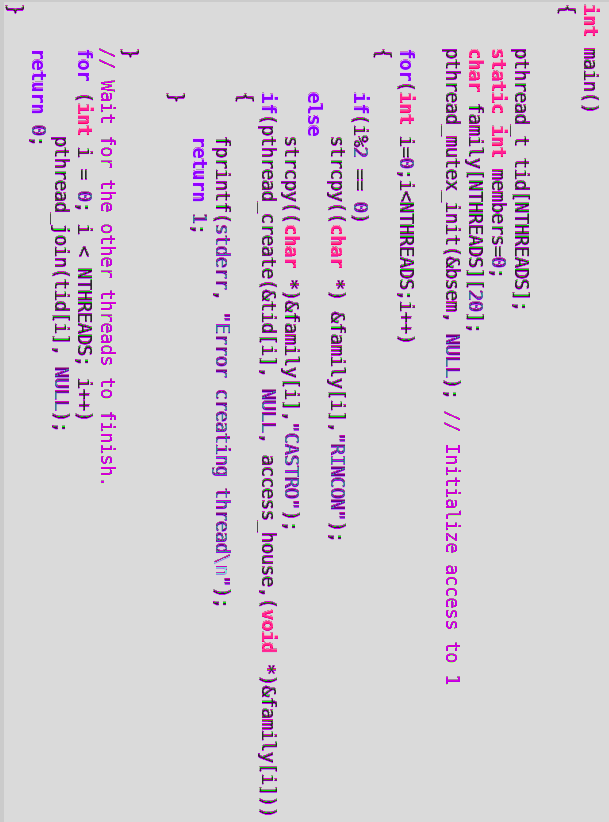 int main()
{
    pthread_t tid[NTHREADS];
    static int members=0;
    char family[NTHREADS][20];
    pthread_mutex_init(&bsem, NULL); // Initialize access to 1
    for(int i=0;i<NTHREADS;i++)
    {
        if(i%2 == 0)
            strcpy((char *) &family[i],"RINCON");
        else
            strcpy((char *)&family[i],"CASTRO");
        if(pthread_create(&tid[i], NULL, access_house,(void *)&family[i]))
        {
            fprintf(stderr, "Error creating thread\n");
            return 1;
        }
    }
    // Wait for the other threads to finish.
    for (int i = 0; i < NTHREADS; i++)
            pthread_join(tid[i], NULL);
    return 0;
}